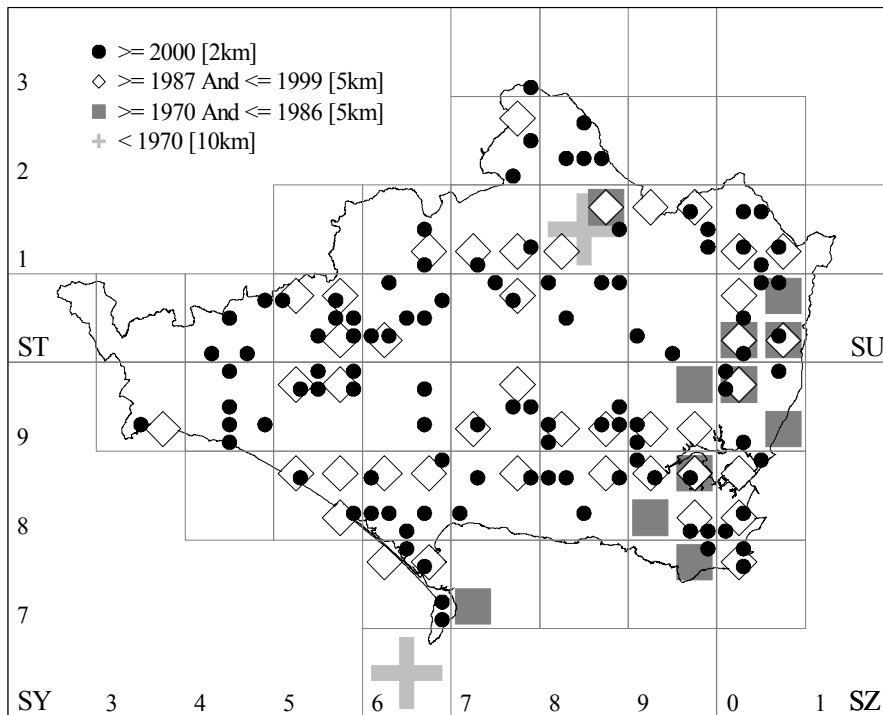 3
>= 2000 [2km]
>= 1987 And <= 1999 [5km]
>= 1970 And <= 1986 [5km]
< 1970 [10km]
2
1
ST SU
9
8
7
SY 3 4 5 6 7 8 9 0 1 SZ